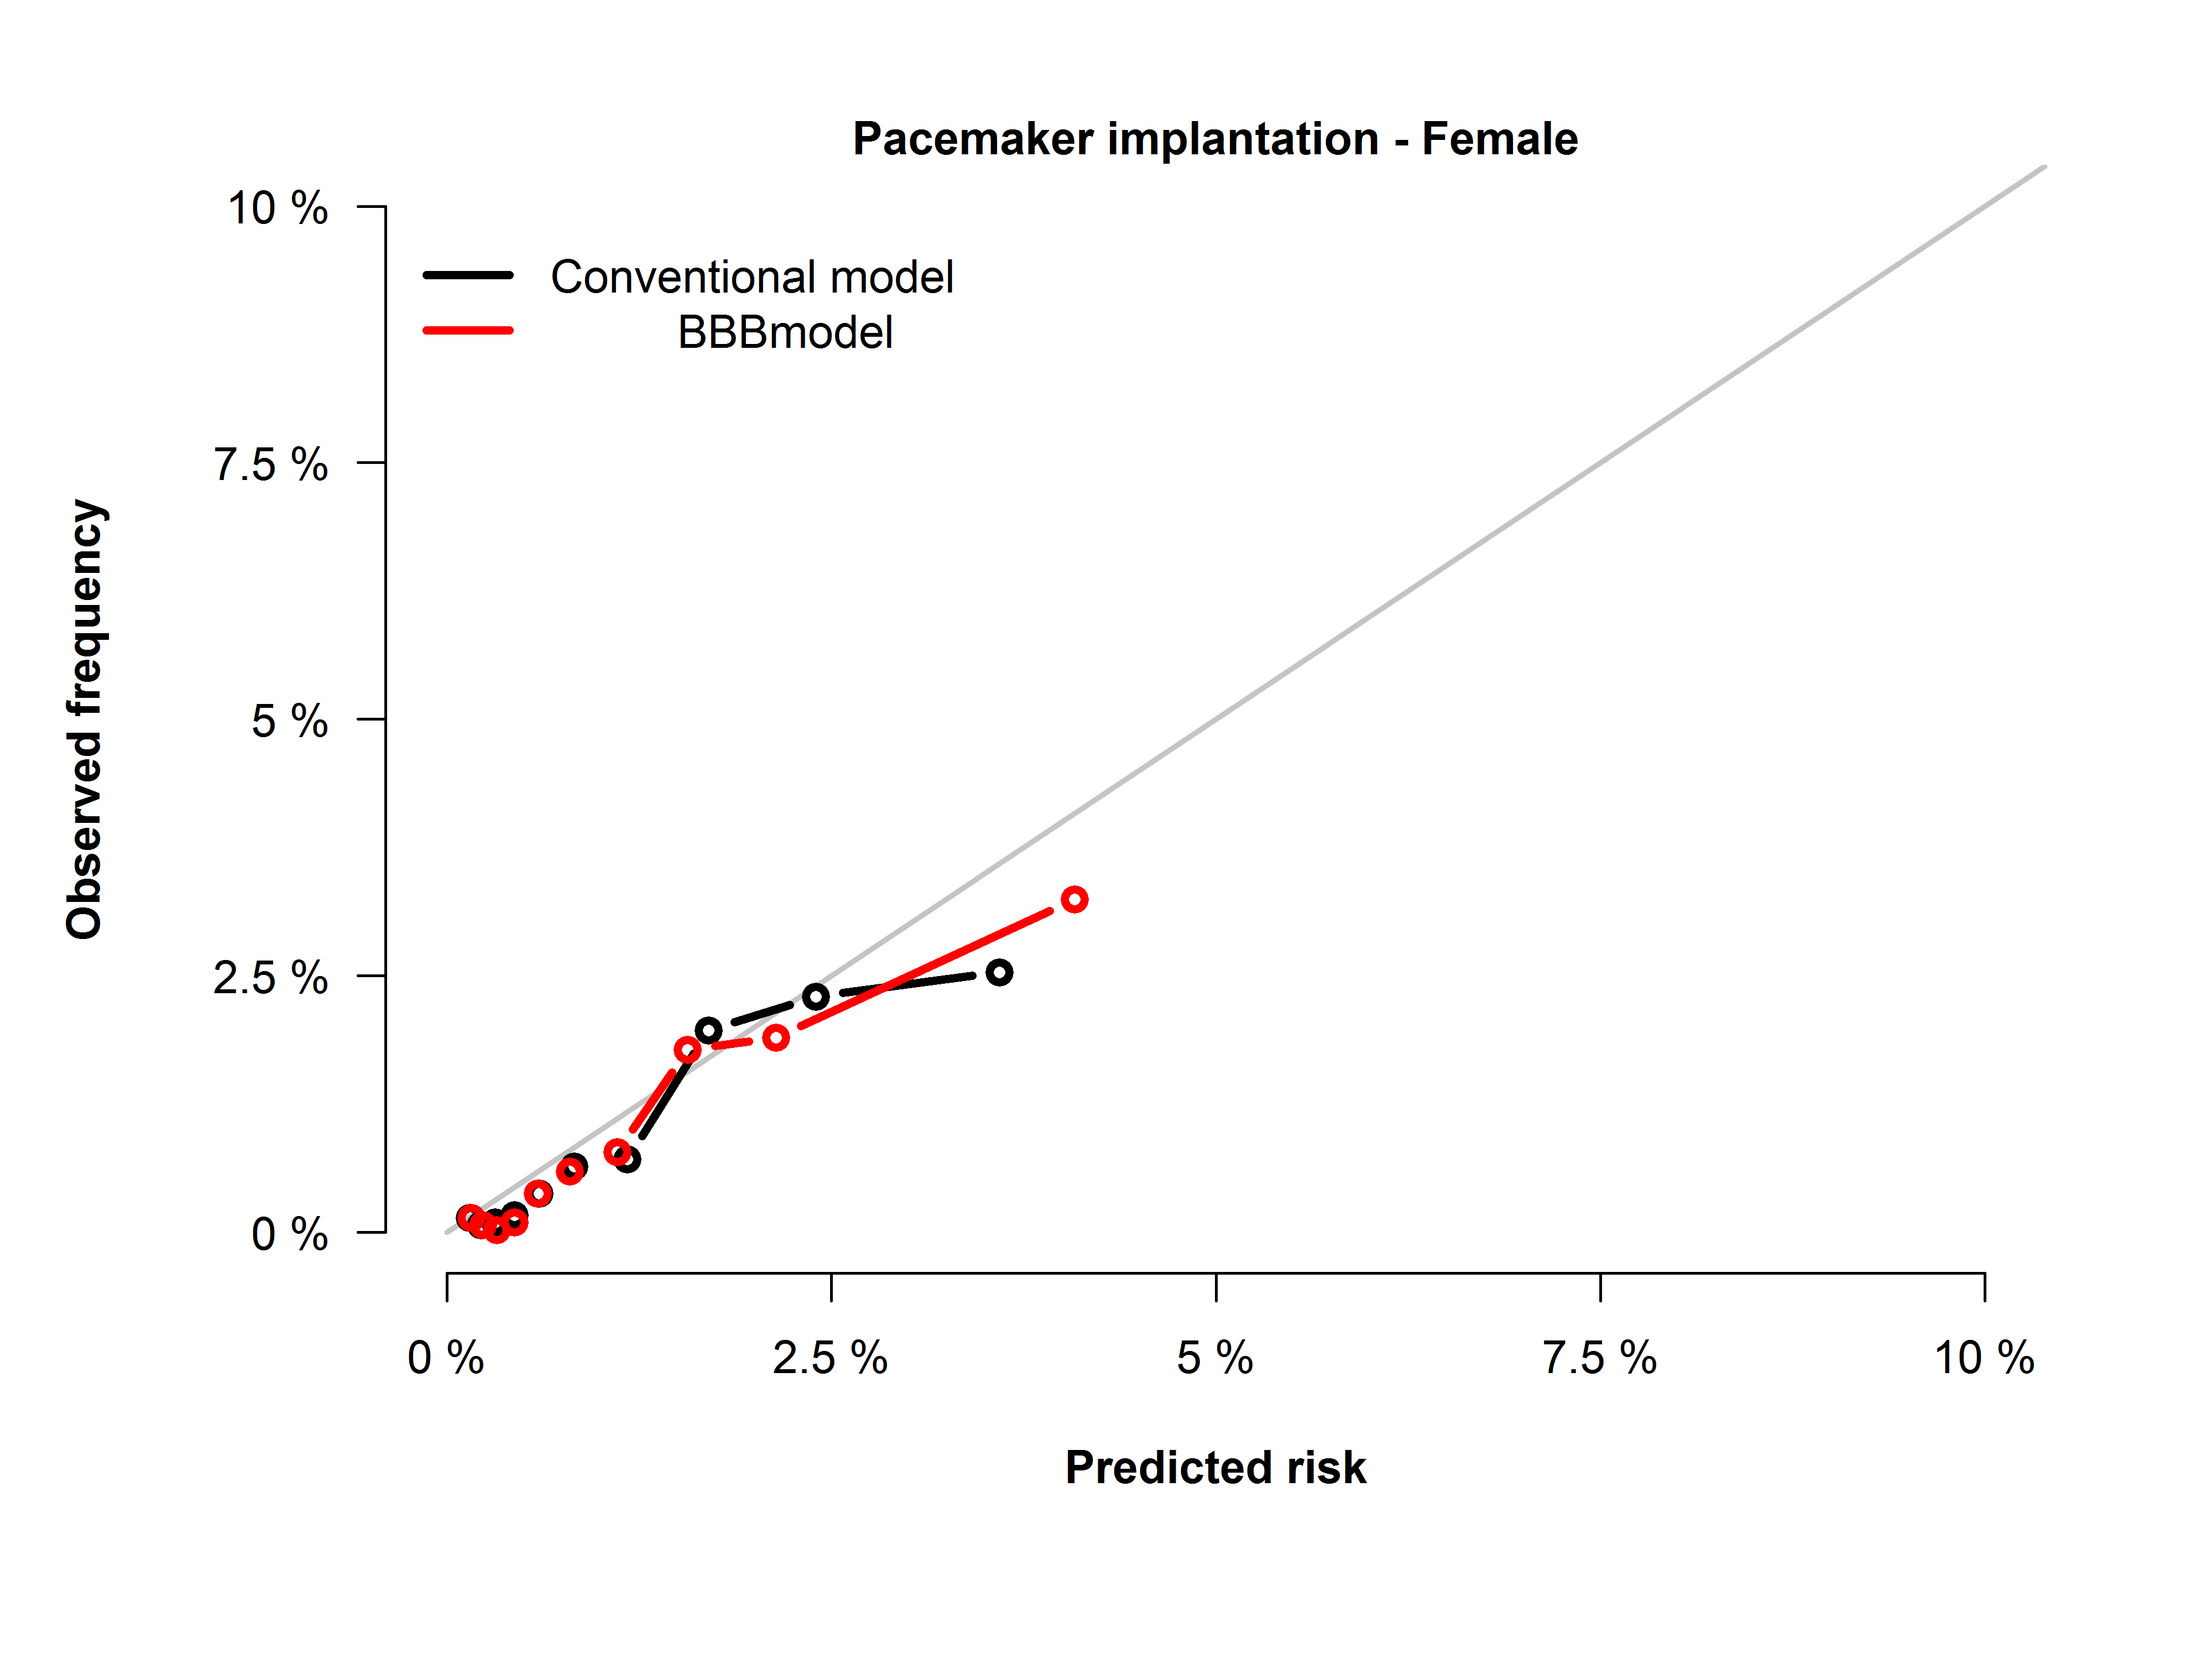 Pacemaker implantation - Female
10 %
7.5 %
5 %
2.5 %
0 %
Conventional model
BBBmodel
Observed frequency
0 %
2.5 %
5 %
7.5 %
10 %
Predicted risk